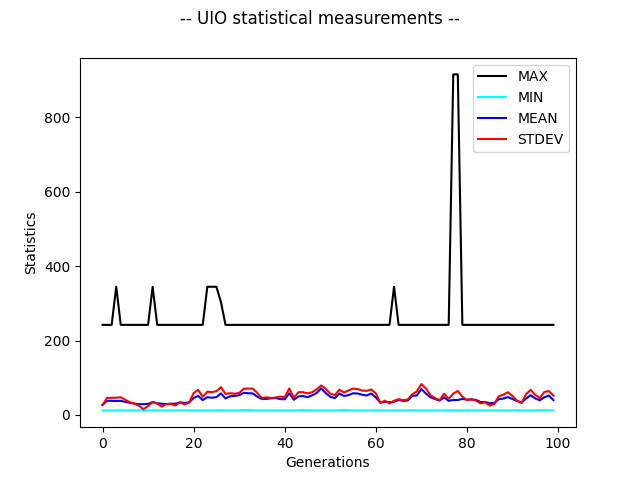 -- UIO statistical measurements --
MAX
MIN
MEAN
STDEV
800
600
400
200
0
Statistics
0 20 40 60 80 100
Generations